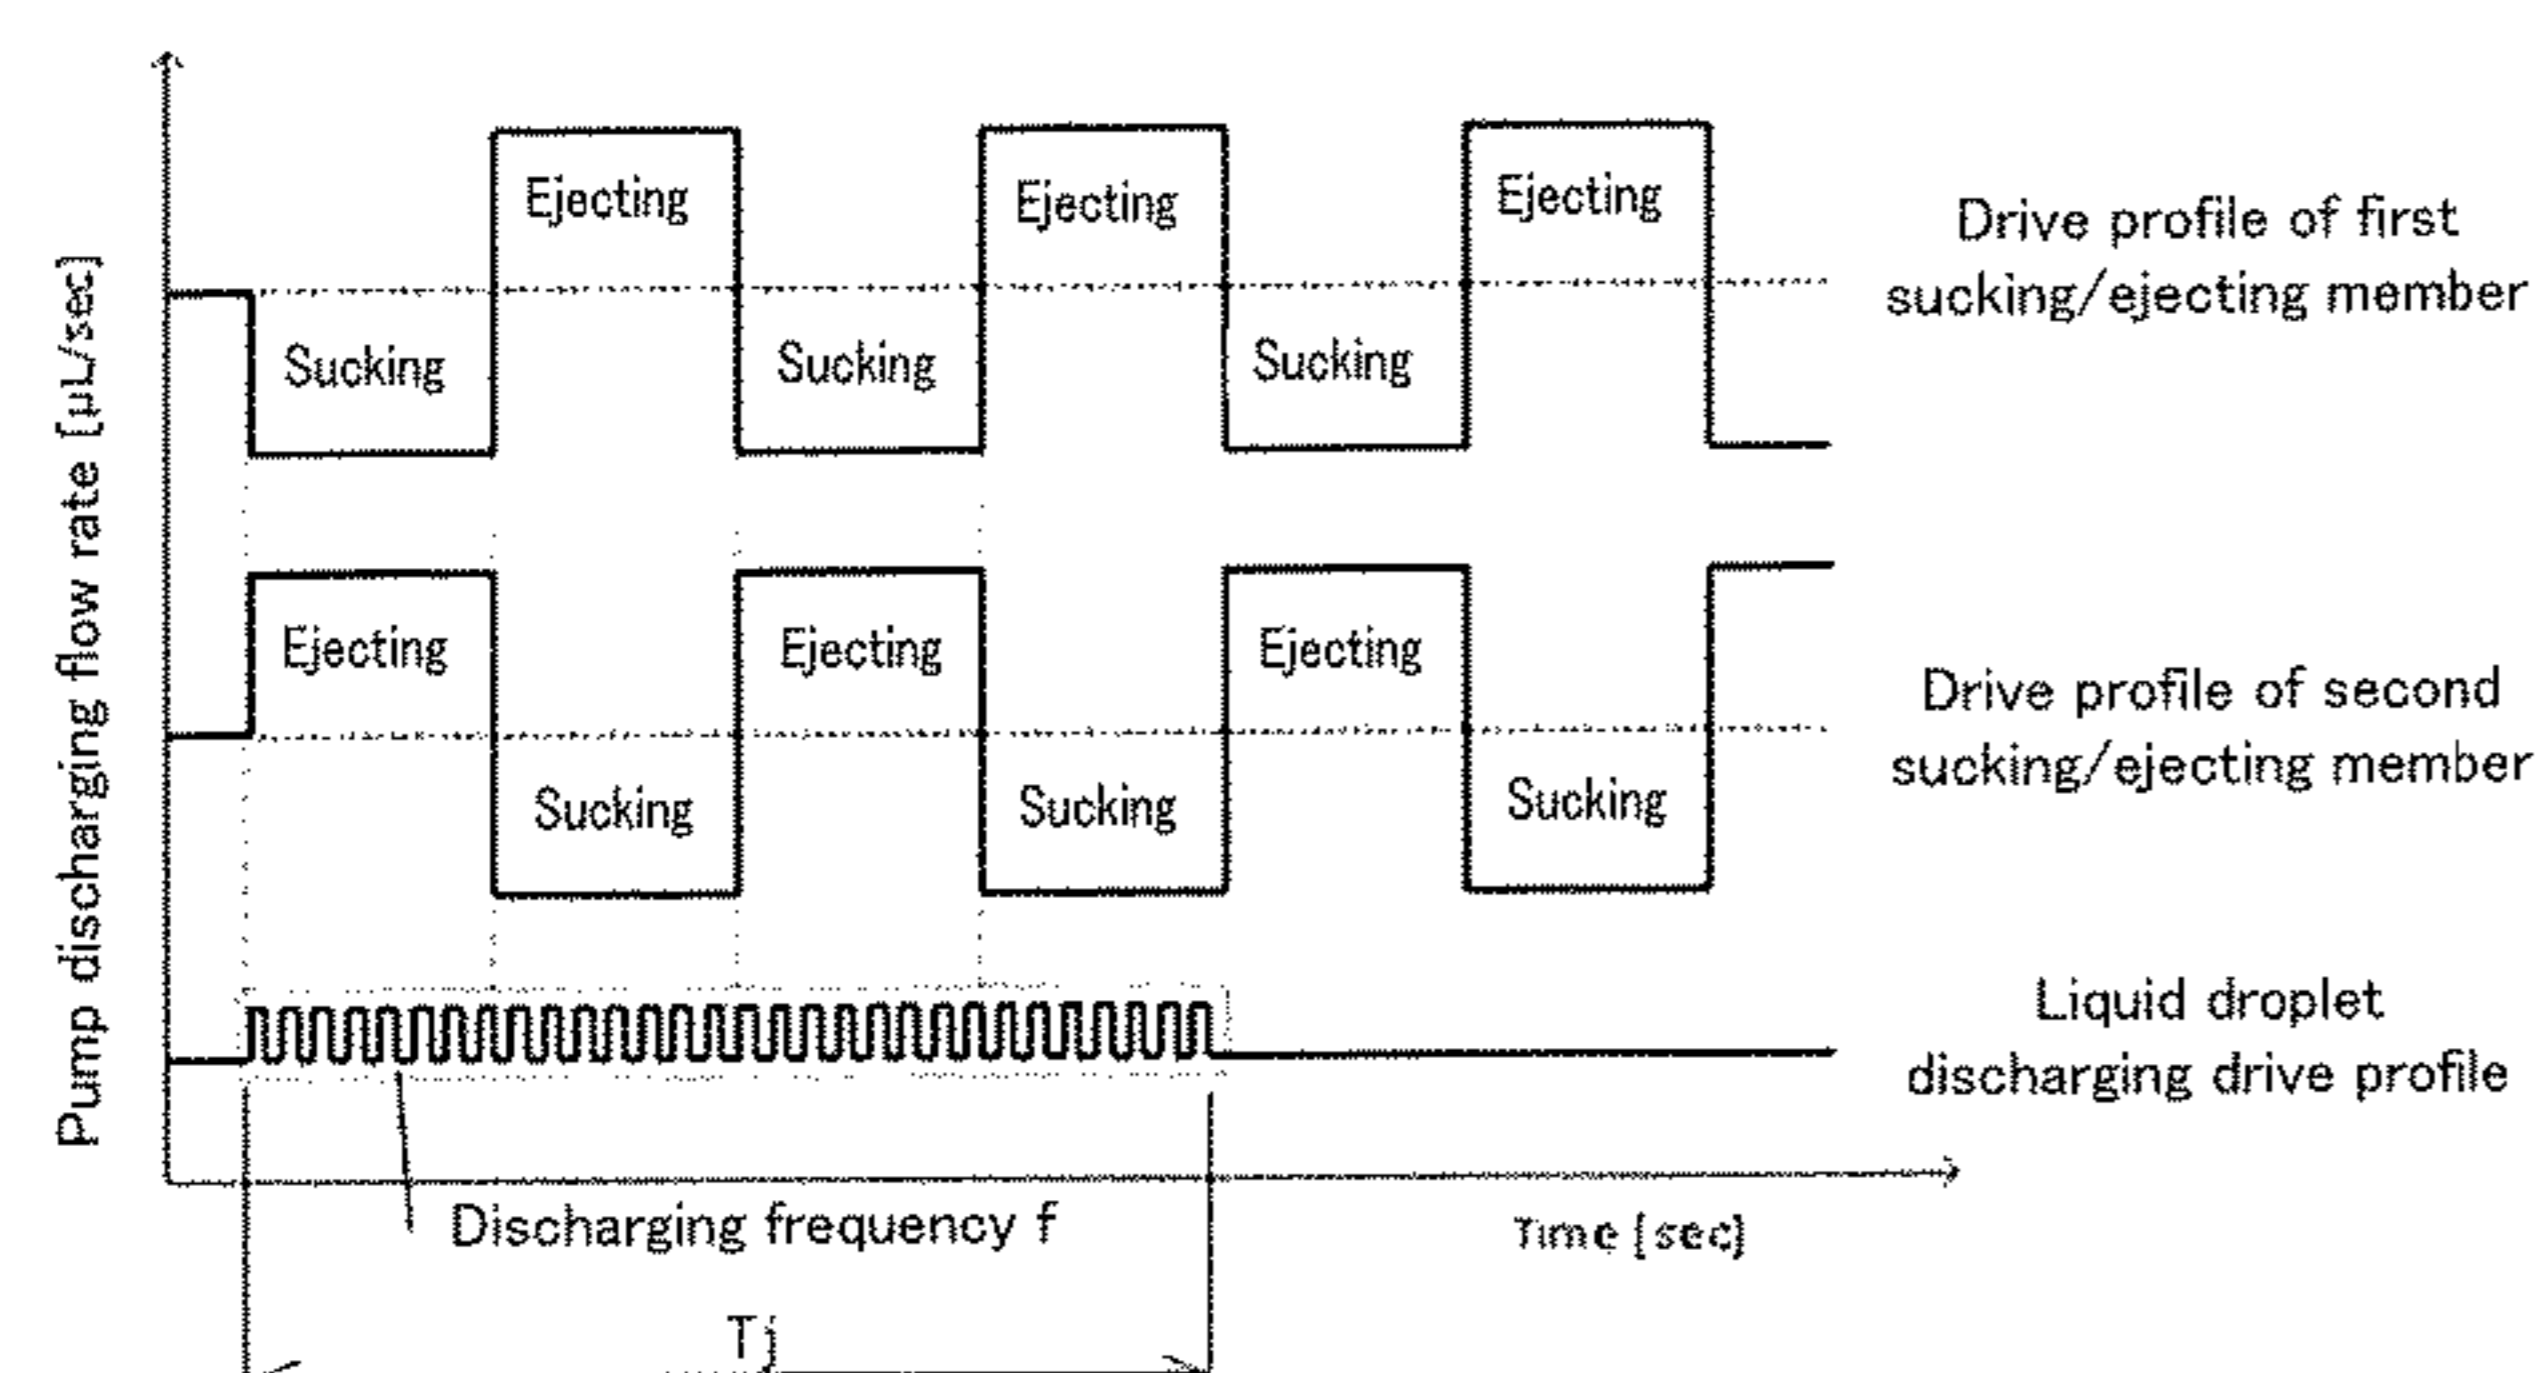 Pump discharging flow rate [µL/sec]
Ejecting
Ejecting
Ejecting
Sucking
Sucking
Sucking
Drive profile of first
sucking/ejecting member
Ejecting
Ejecting
Ejecting
Sucking
Sucking
Sucking
Drive profile of second
sucking/ejecting member
Liquid droplet
discharging drive profile
Discharging frequency f
Time [sec]
Tj